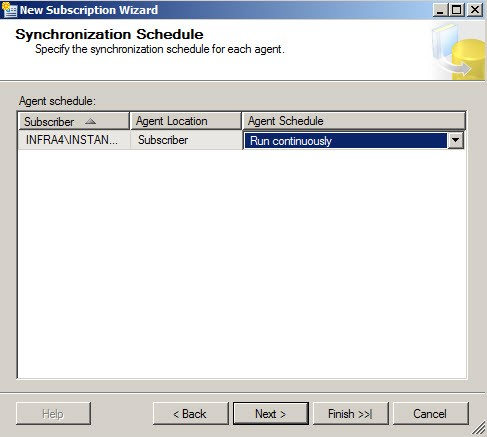 New Subscription Wizard
Synchronization Schedule
Specify the synchronization schedule for each agent.
Agent schedule:
Subscriber Agent Location Agent Schedule
INFRA4\INSTAN... Subscriber Run continuously
Help < Back Next > Finish >>| Cancel